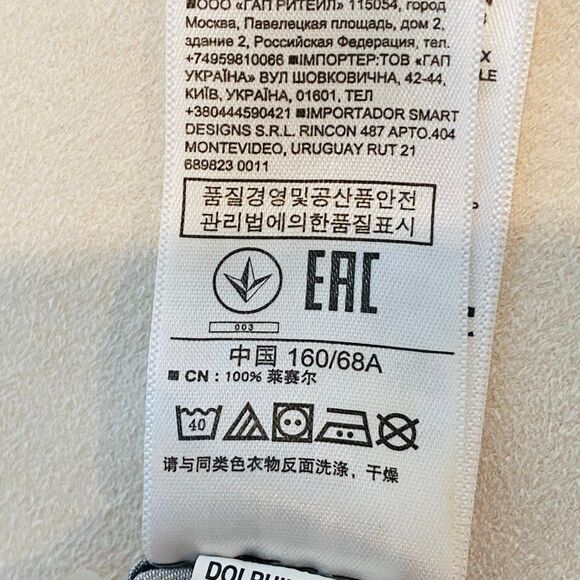 ■ООО «ГАП РИТЕЙЛ» 115054, город
Москва, Павелецкая площадь, дом 2,
здание 2, Российская Федерация, тел.
+74959810066 ■ІМПОРТЕР:ТОВ «ГАП
УКРАЇНА» ВУЛ ШОВКОВИЧНА, 42-44,
КИЇВ, УКРАЇНА, 01601, ТЕЛ
+380444590421 ■IMPORTADOR SMART
DESIGNS S.R.L. RINCON 487 APTO.404
MONTEVIDEO, URUGUAY RUT 21
689823 0011
품질경영및공산품안전
관리법에의한품질표시
EAC
003
中国 160/68A
■ CN : 100% 莱赛尔
40
请与同类色衣物反面洗涤，干燥